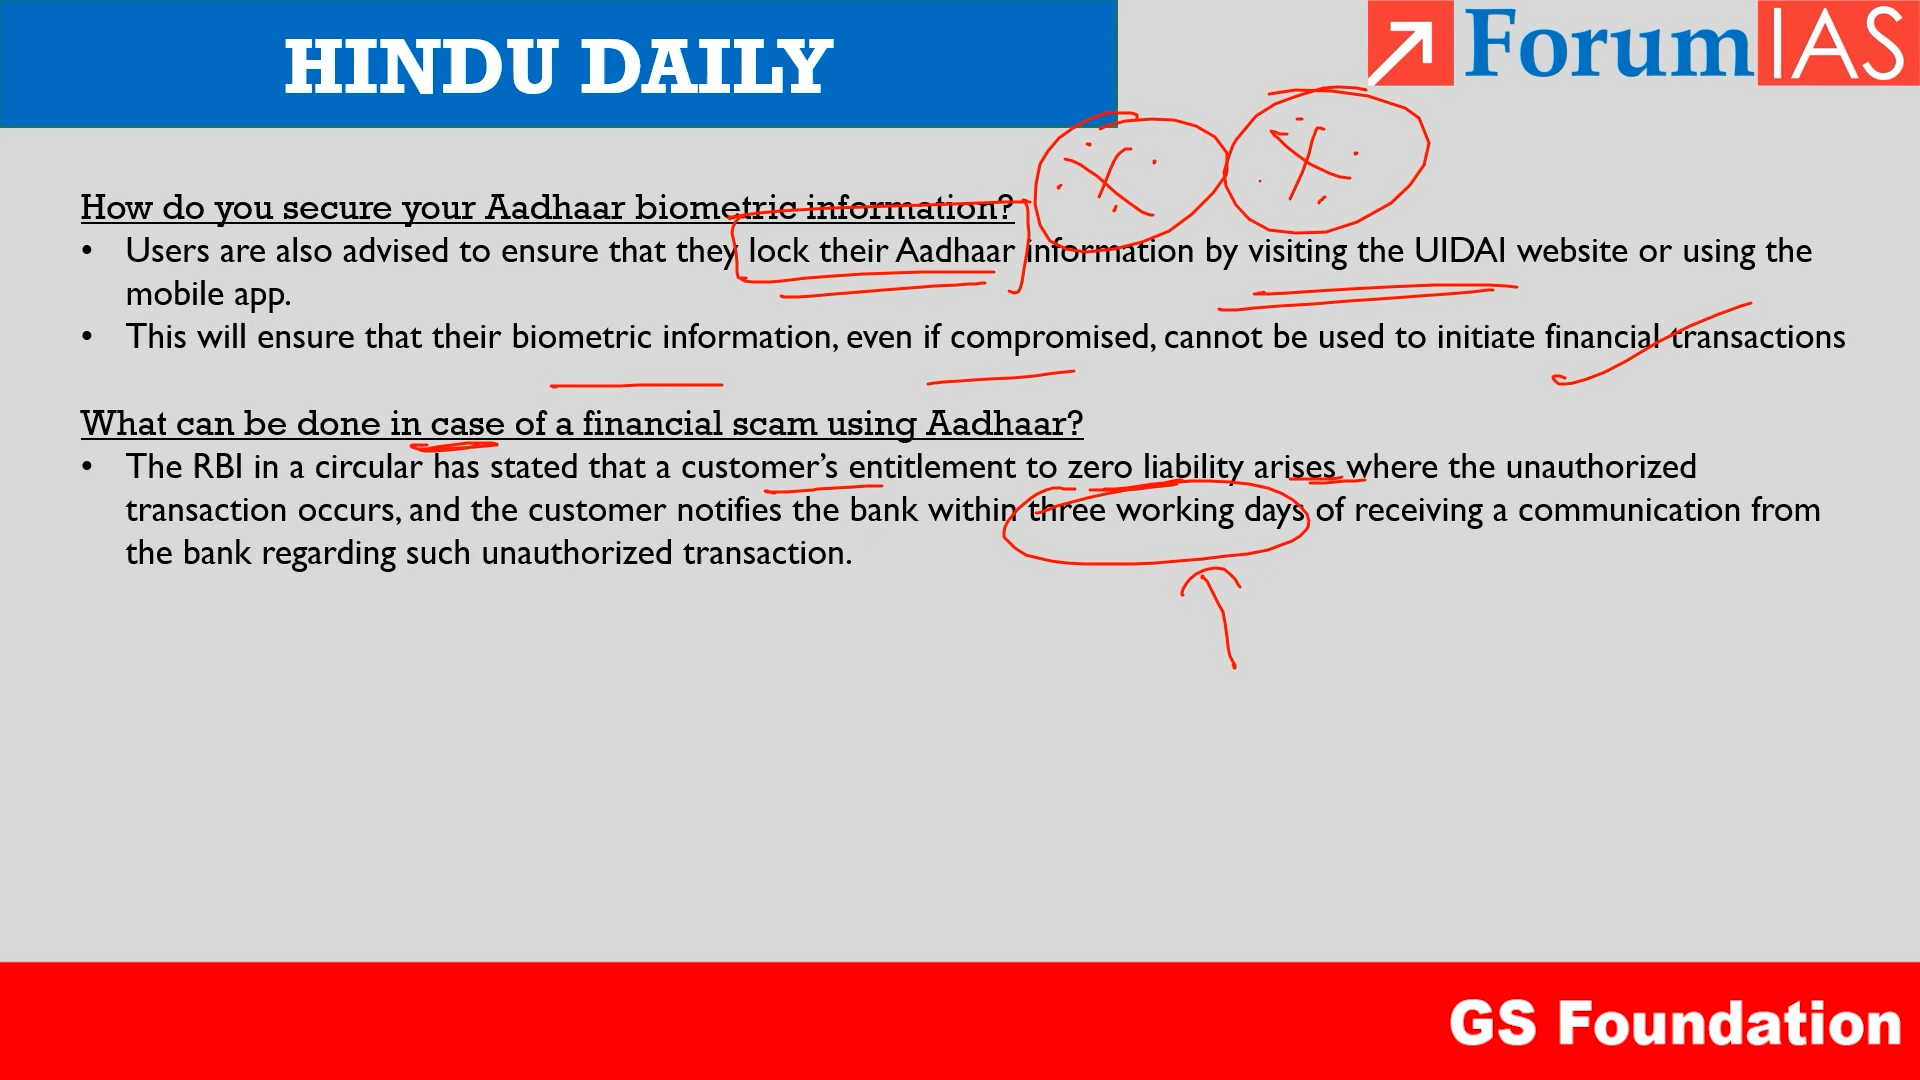 HINDU DAILY
ForumIAS
How do you secure your Aadhaar biometric information?
• Users are also advised to ensure that they lock their Aadhaar information by visiting the UIDAI website or using the
mobile app.
• This will ensure that their biometric information, even if compromised, cannot be used to initiate financial transactions
What can be done in case of a financial scam using Aadhaar?
• The RBI in a circular has stated that a customer’s entitlement to zero liability arises where the unauthorized
transaction occurs, and the customer notifies the bank within three working days of receiving a communication from
the bank regarding such unauthorized transaction.
GS Foundation